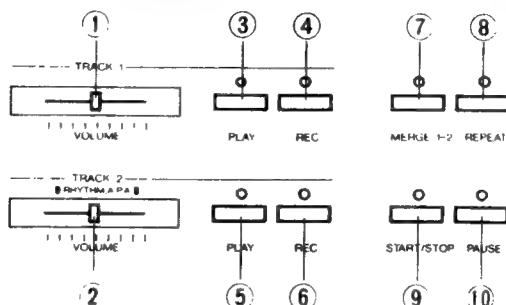 1 3 4 7 8
TRACK 1
VOLUME PLAY REC MERGE 1-2 REPEAT
TRACK 2
RHYTHM/A.P.A
VOLUME PLAY REC START/STOP PAUSE
2 5 6 9 10